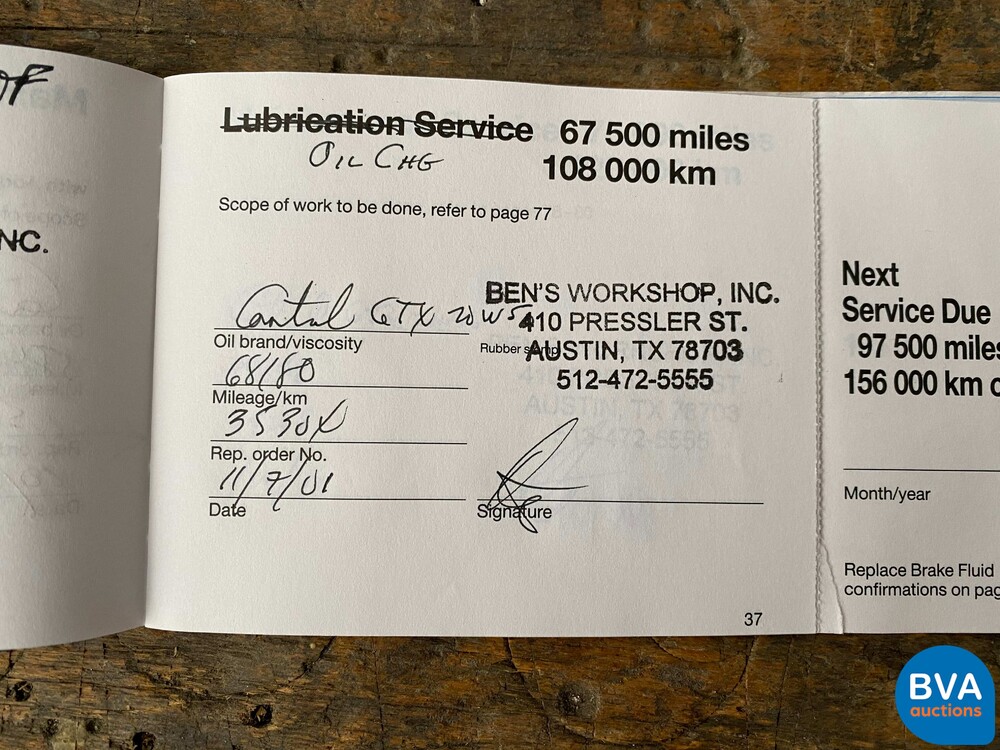 NC.
Lubrication Service 67 500 miles
OIL CHG 108 000 km
Scope of work to be done, refer to page 77
GTX 20W5
Oil brand/viscosity
68180
Mileage/km
Rep. order No.
11/7/01
Date
BEN'S WORKSHOP, INC.
410 PRESSLER ST.
Rubber
AUSTIN, TX 78703
512-472-5555
Signature
37
Next
Service Due
97 500 miles
156 000 km o
Month/year
Replace Brake Fluid
confirmations on pag
BVA
auctions